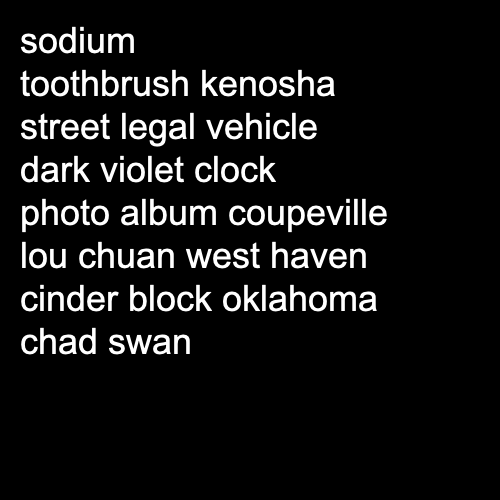 sodium
toothbrush kenosha
street legal vehicle
dark violet clock
photo album coupeville
lou chuan west haven
cinder block oklahoma
chad swan